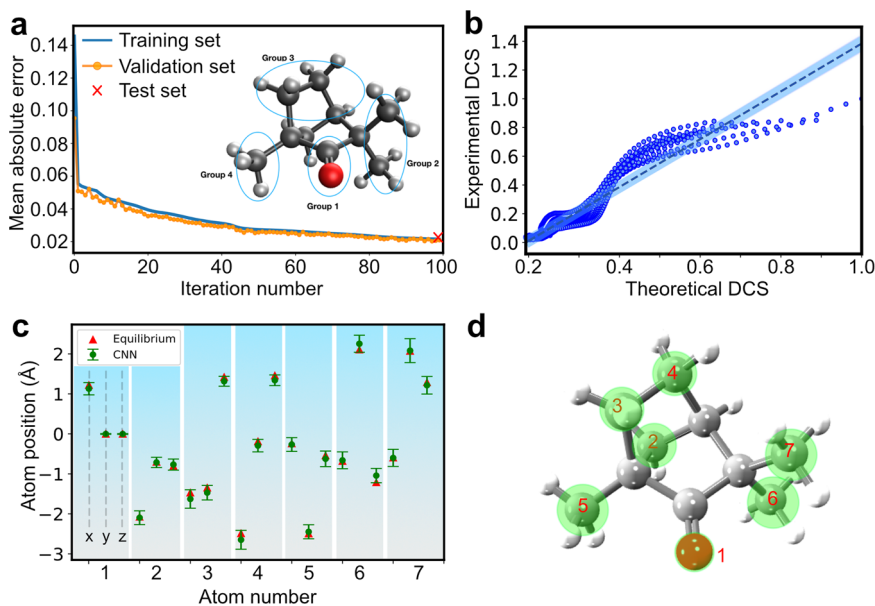 a
0.14
0.12
0.10
0.08
0.06
0.04
0.02
Mean absolute error
Training set
Validation set
Test set
Group 3
Group 4
Group 2
Group 1
0 20 40 60 80 100
Iteration number
b
1.4
1.2
1.0
0.8
0.6
0.4
0.2
0.0
Experimental DCS
0.2 0.4 0.6 0.8 1.0
Theoretical DCS
c
Equilibrium
CNN
2
1
0
−1
−2
−3
Atom position (Å)
x y z
1 2 3 4 5 6 7
Atom number
d
4
3
2
7
5
6
1